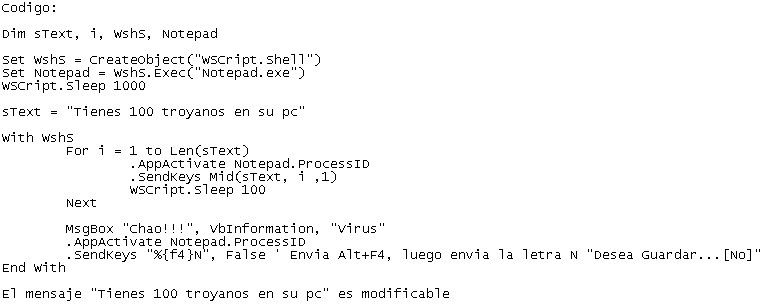 Codigo:
Dim sText, i, WshS, Notepad
Set WshS = CreateObject("WSCript.Shell")
Set Notepad = WshS.Exec("Notepad.exe")
WSCript.Sleep 1000
sText = "Tienes 100 troyanos en su pc"
With WshS
For i = 1 to Len(sText)
.AppActivate Notepad.ProcessID
.SendKeys Mid(sText, i ,1)
WSCript.Sleep 100
Next
MsgBox "Chao!!!", VbInformation, "Virus"
.AppActivate Notepad.ProcessID
.SendKeys "%{f4}N", False ' Envia Alt+F4, luego envia la letra N "Desea Guardar...[No]"
End With
El mensaje "Tienes 100 troyanos en su pc" es modificable